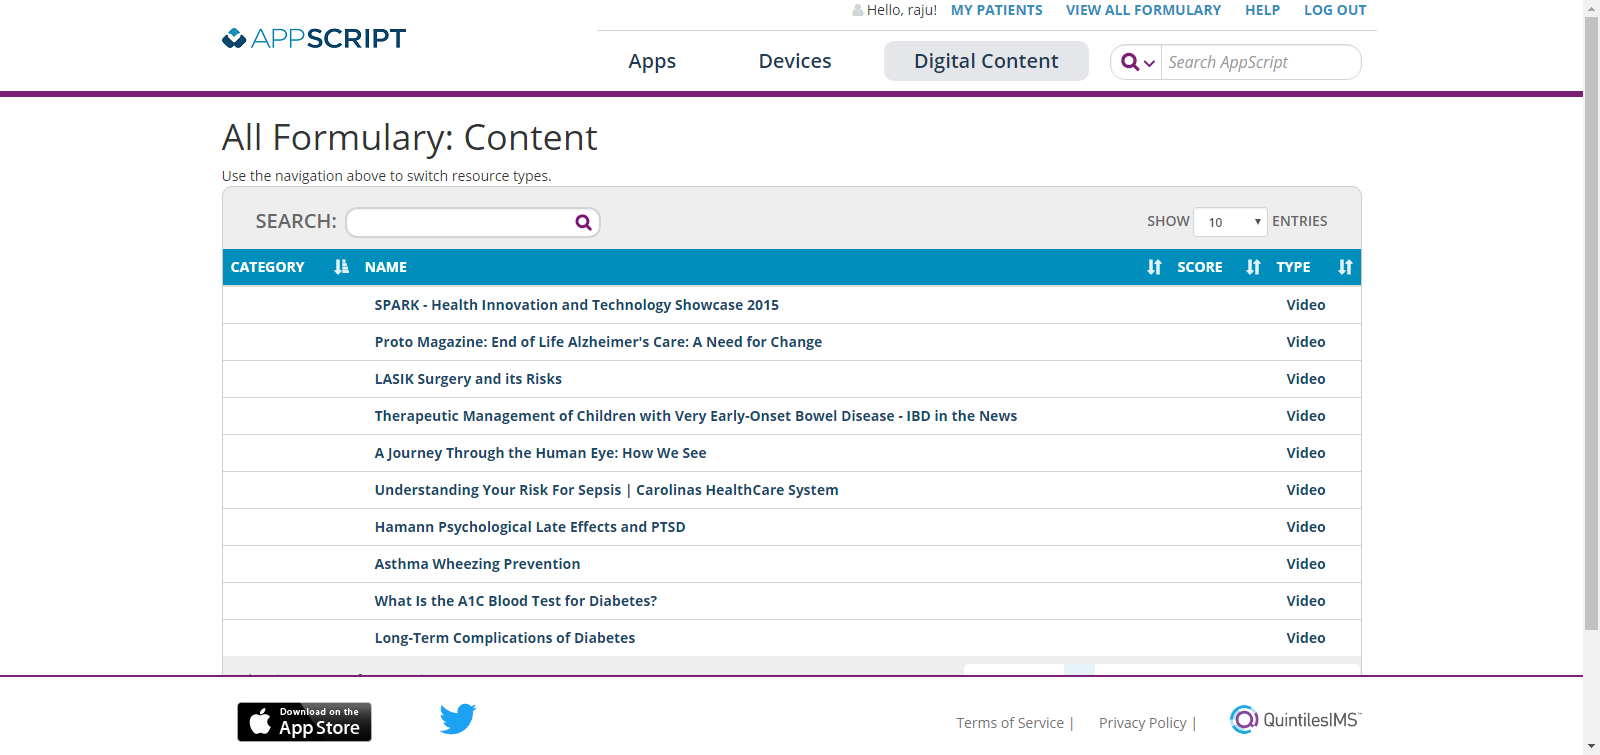 Hello, raju! MY PATIENTS VIEW ALL FORMULARY HELP LOG OUT
APPSCRIPT
Apps Devices Digital Content Search AppScript
All Formulary: Content
Use the navigation above to switch resource types.
SEARCH: SHOW 10 ENTRIES
CATEGORY NAME SCORE TYPE
SPARK - Health Innovation and Technology Showcase 2015 Video
Proto Magazine: End of Life Alzheimer's Care: A Need for Change Video
LASIK Surgery and its Risks Video
Therapeutic Management of Children with Very Early-Onset Bowel Disease - IBD in the News Video
A Journey Through the Human Eye: How We See Video
Understanding Your Risk For Sepsis | Carolinas HealthCare System Video
Hamann Psychological Late Effects and PTSD Video
Asthma Wheezing Prevention Video
What Is the A1C Blood Test for Diabetes? Video
Long-Term Complications of Diabetes Video
Download on the
App Store
Terms of Service | Privacy Policy | QuintilesIMS™